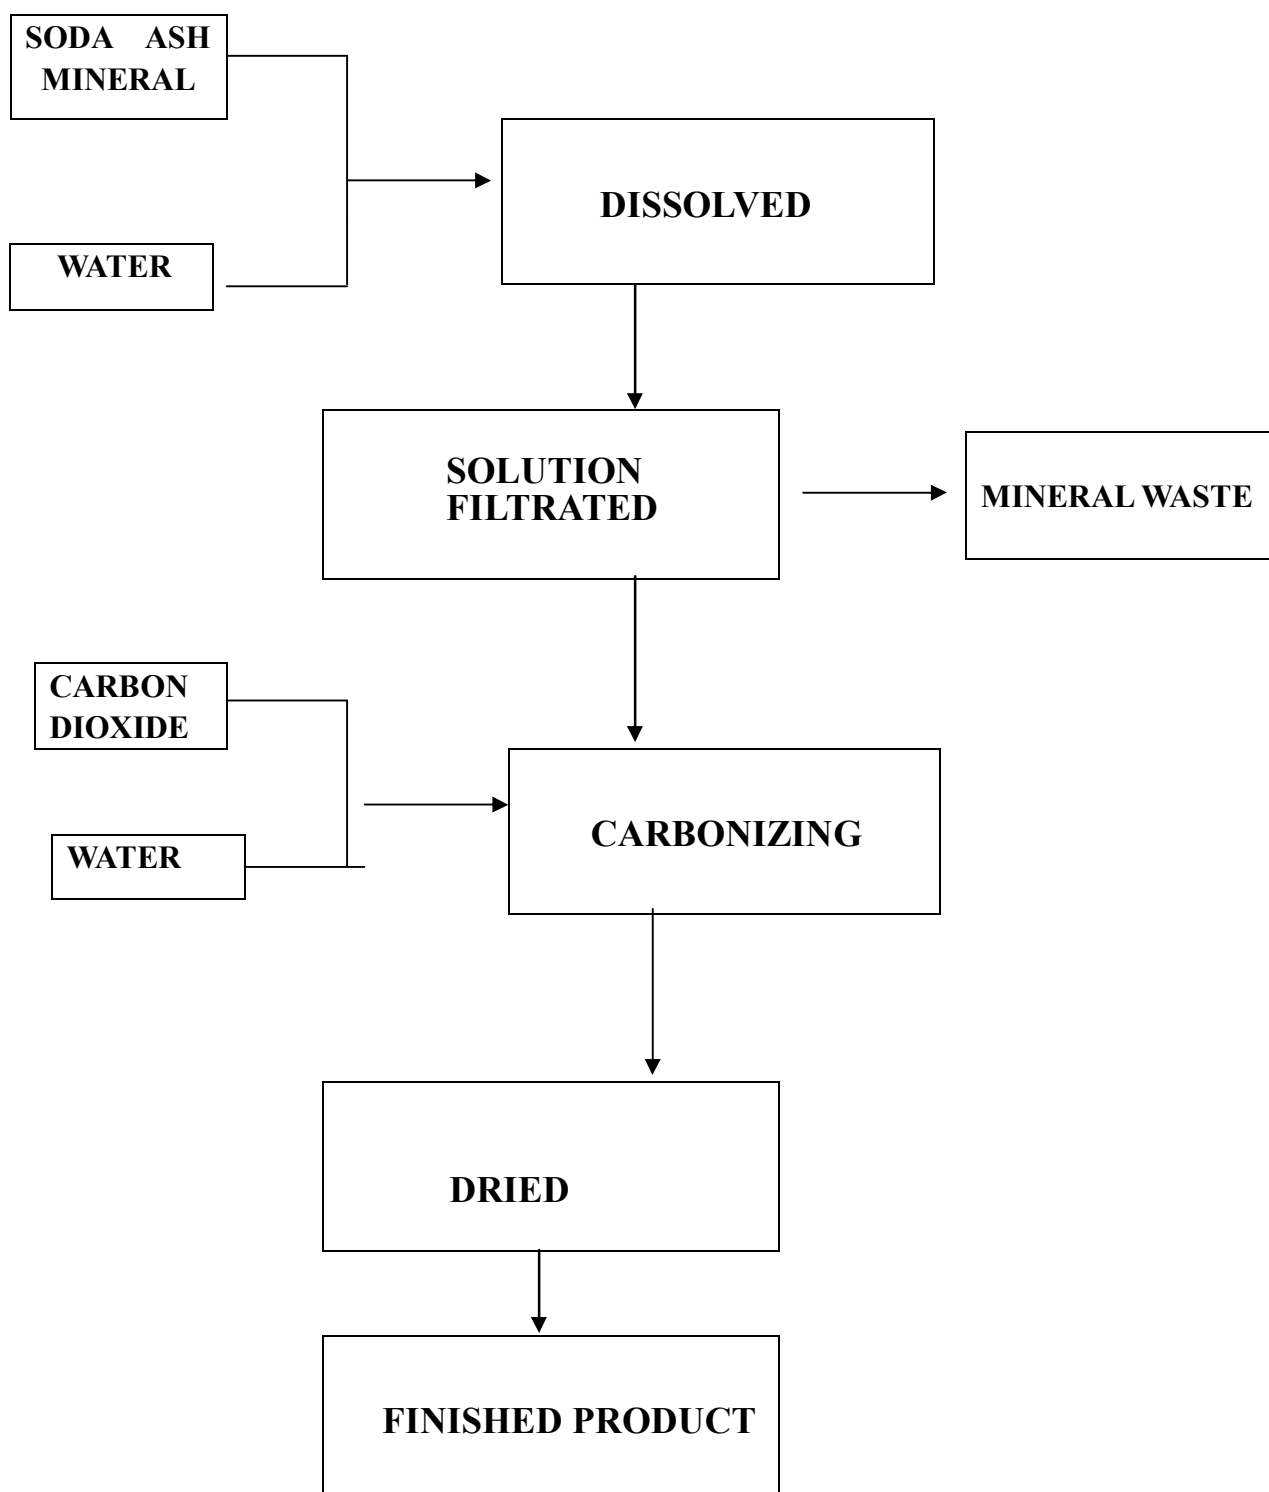 SODA ASH
MINERAL
DISSOLVED
WATER
SOLUTION
FILTRATED
MINERAL WASTE
CARBON
DIOXIDE
CARBONIZING
WATER
DRIED
FINISHED PRODUCT